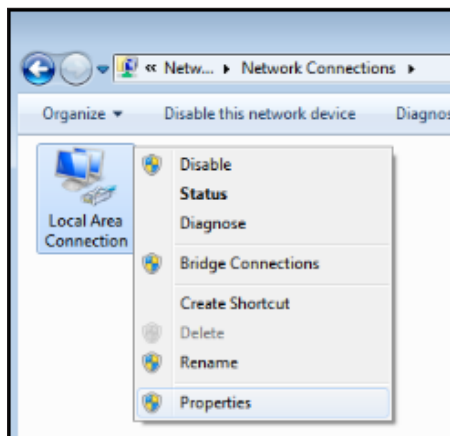 « Netw... ▸ Network Connections ▸
Organize ▾ Disable this network device Diagnos
Local Area
Connection
Disable
Status
Diagnose
Bridge Connections
Create Shortcut
Delete
Rename
Properties